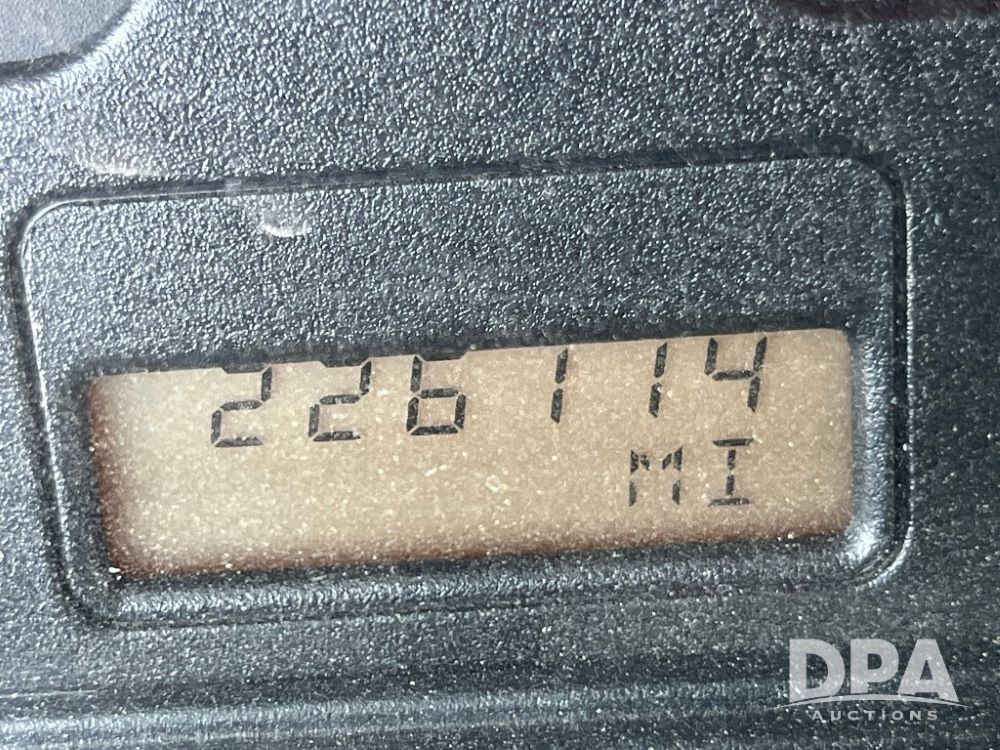 226114
MI
DPA
AUCTIONS